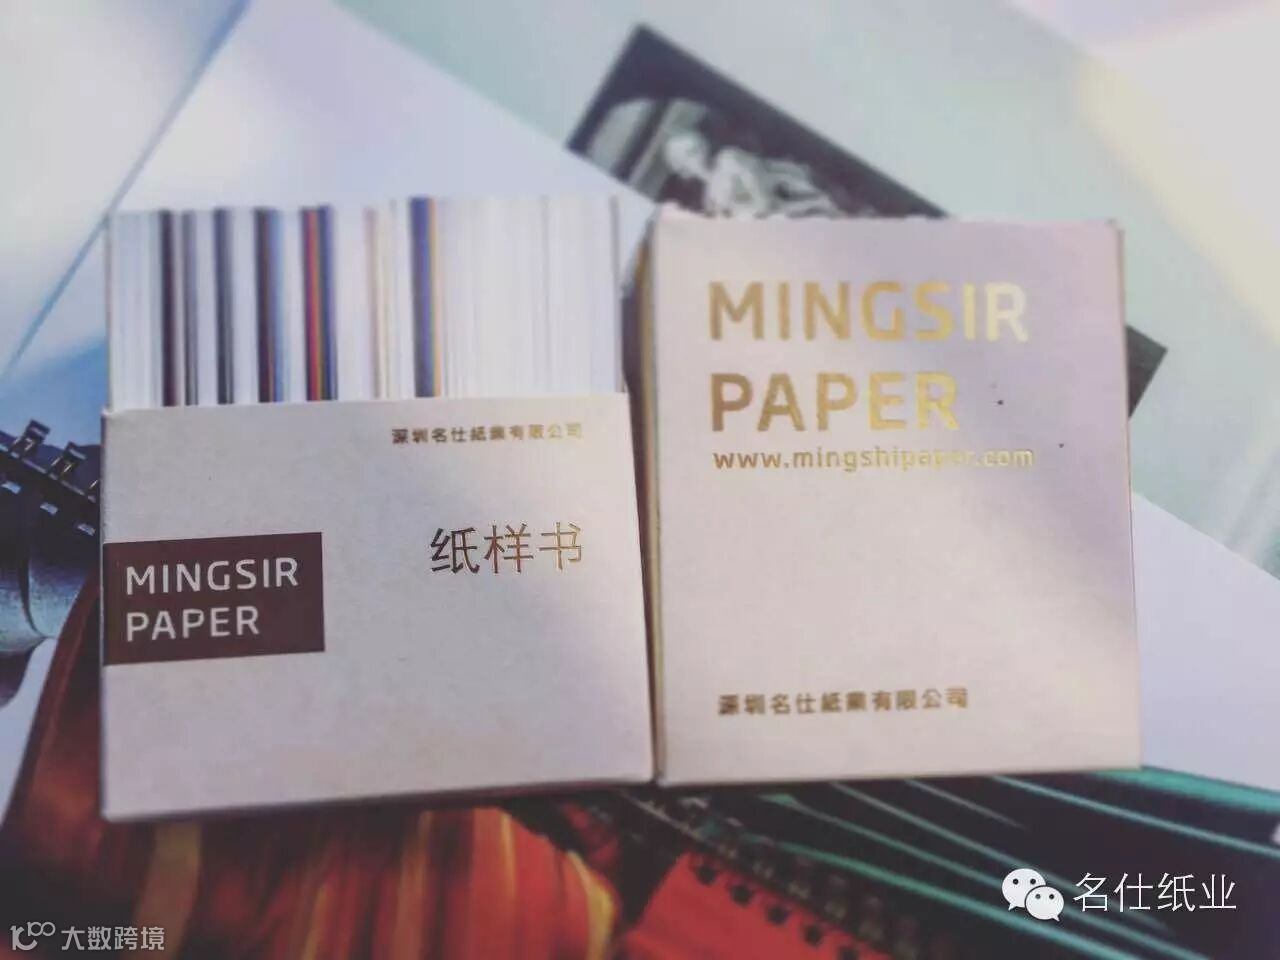 深圳名仕紙業有限公司
纸样书
MINGSIR
PAPER
MINGSIR
PAPER
www.mingshipaper.com
深圳名仕紙業有限公司
名仕纸业
10100 大数跨境